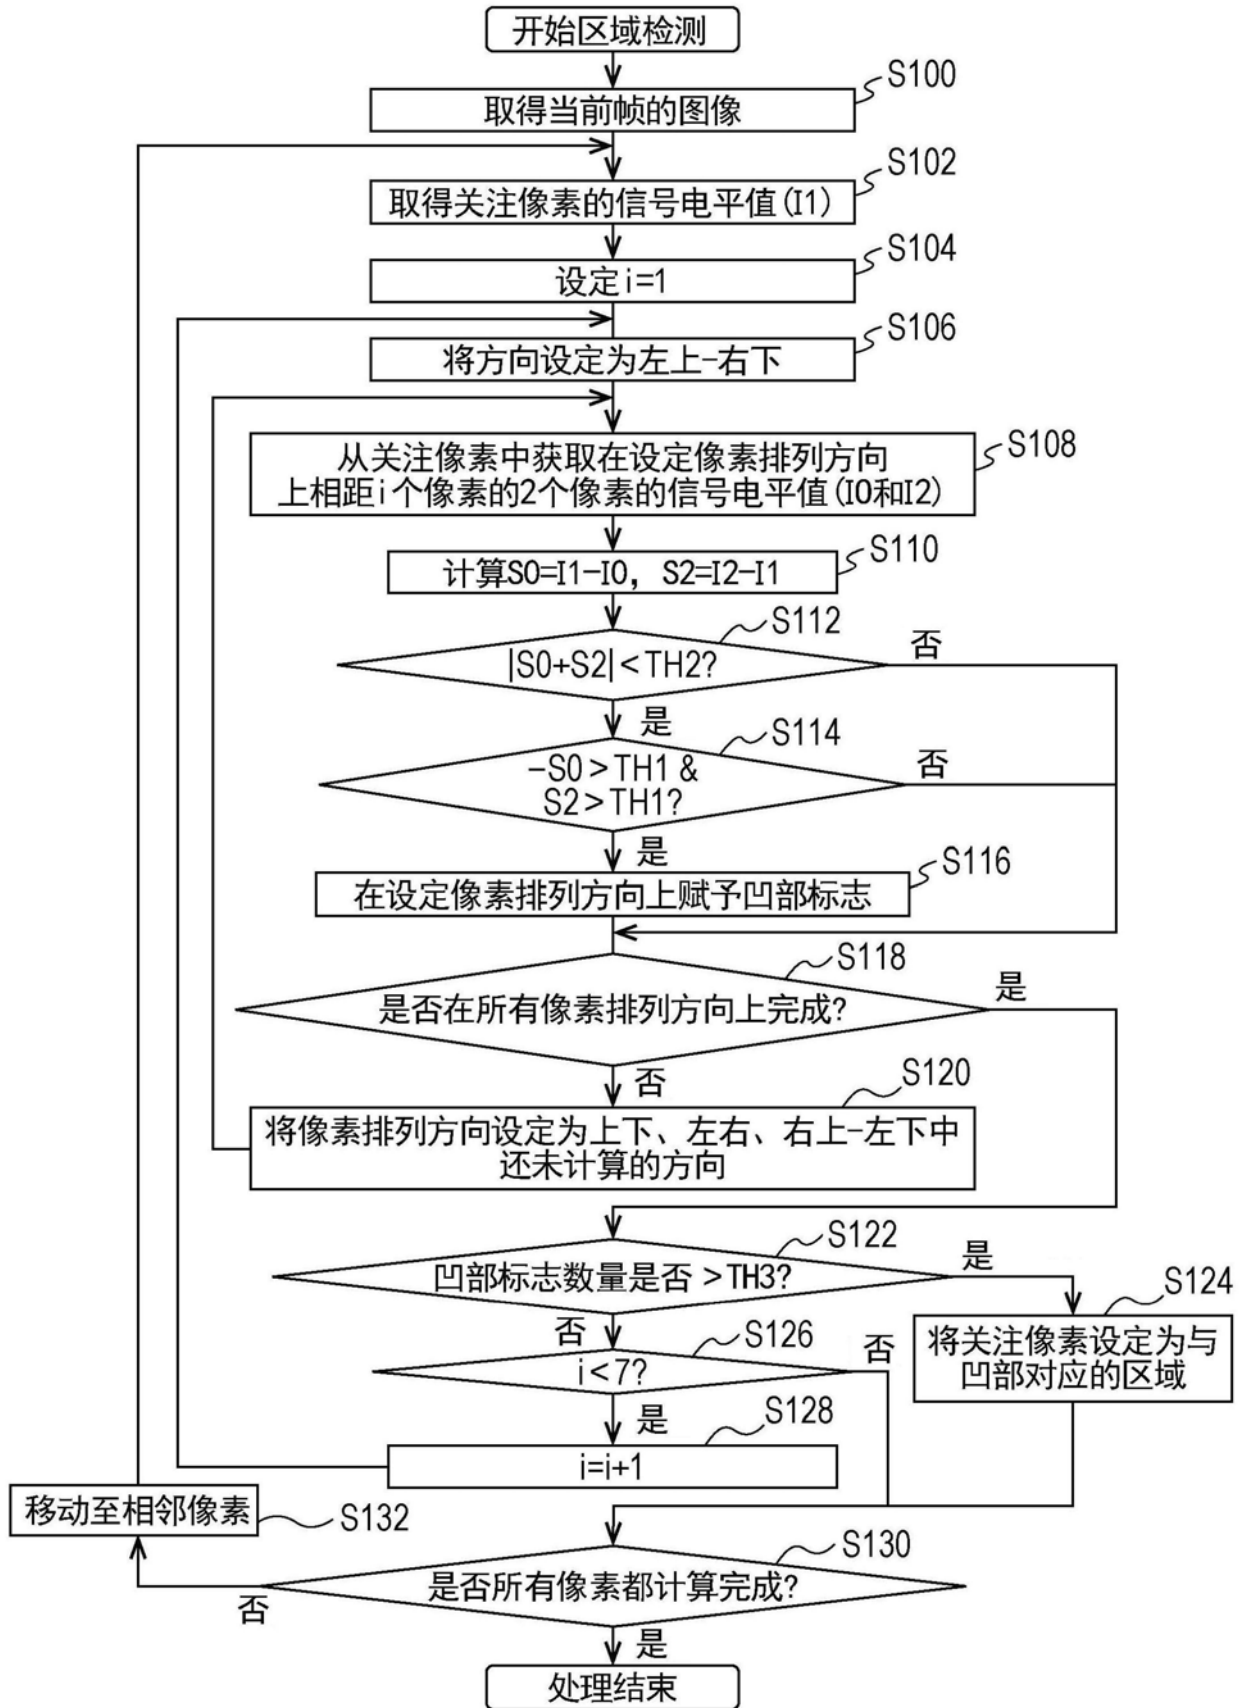 开始区域检测
S100
取得当前帧的图像
S102
取得关注像素的信号电平值(I1)
S104
设定i=1
S106
将方向设定为左上-右下
S108
从关注像素中获取在设定像素排列方向
上相距i个像素的2个像素的信号电平值(I0和I2)
S110
计算S0=I1-I0, S2=I2-I1
S112
|S0+S2|<TH2?
否
是
S114
-S0>TH1 &
S2>TH1?
否
是
S116
在设定像素排列方向上赋予凹部标志
S118
是否在所有像素排列方向上完成?
是
否
S120
将像素排列方向设定为上下、左右、右上-左下中
还未计算的方向
S122
凹部标志数量是否>TH3?
是
S124
将关注像素设定为与
凹部对应的区域
否
S126
i<7?
否
是
S128
i=i+1
移动至相邻像素
S132
S130
是否所有像素都计算完成?
否
是
处理结束